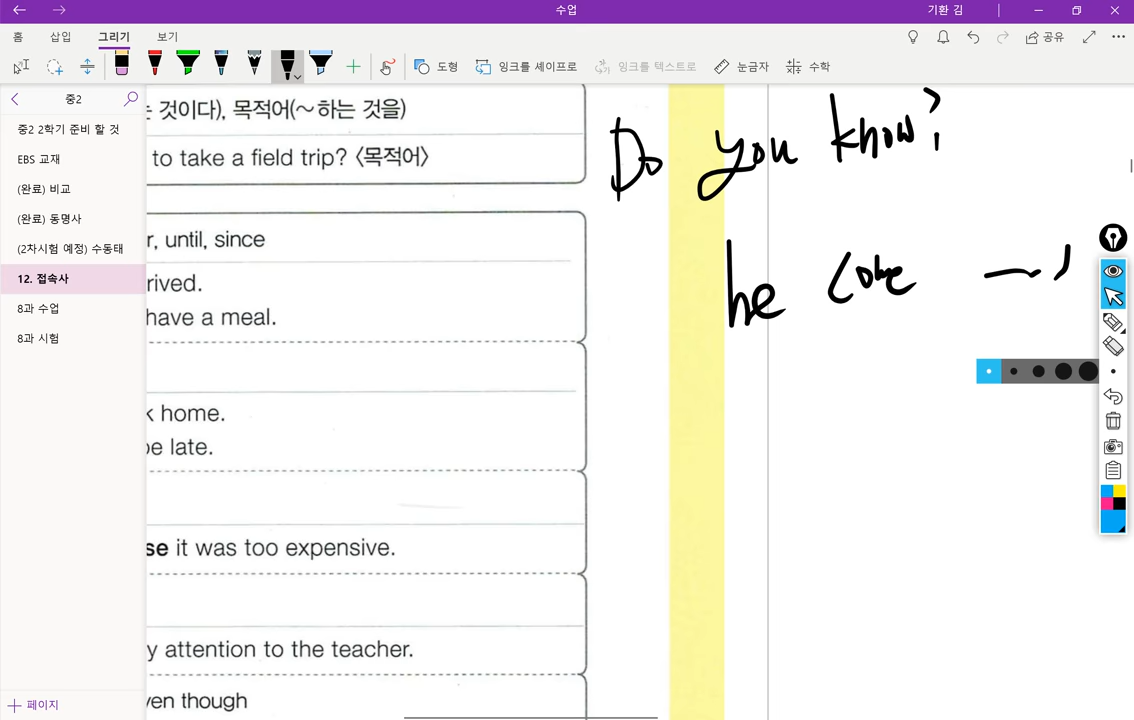 수업
기환 김
홈 삽입 그리기 보기
공유
도형 잉크를 셰이프로 잉크를 텍스트로 눈금자 수학
중2
중2 2학기 준비 할 것
EBS 교재
(완료) 비교
(완료) 동명사
(2차시험 예정) 수동태
12. 접속사
8과 수업
8과 시험
페이지
는 것이다), 목적어(~하는 것을)
to take a field trip? 〈목적어〉
r, until, since
rived.
have a meal.
k home.
be late.
se it was too expensive.
y attention to the teacher.
ven though
Do you know?
he come